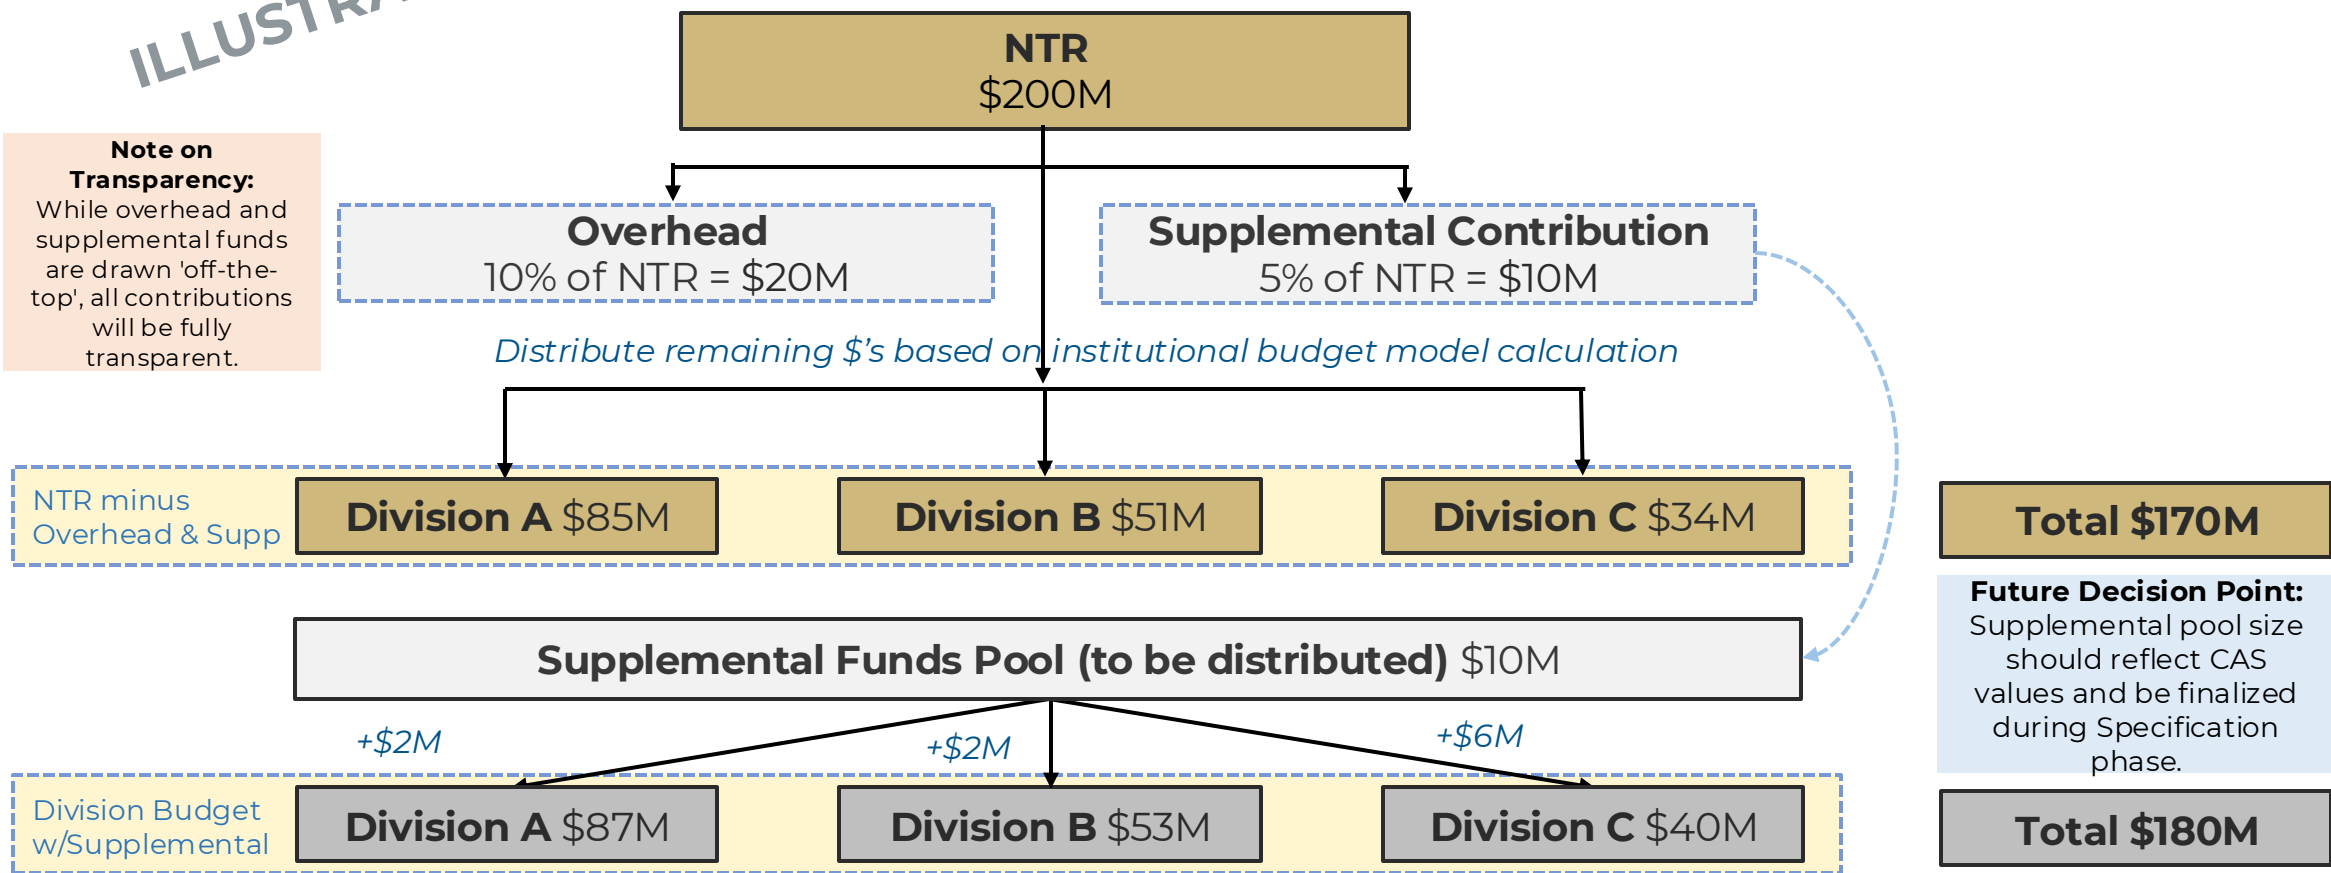 NTR
$200M
Note on
Transparency:
While overhead and
supplemental funds
are drawn 'off-the-
top', all contributions
will be fully
transparent.
Overhead
10% of NTR = $20M
Supplemental Contribution
5% of NTR = $10M
Distribute remaining $’s based on institutional budget model calculation
NTR minus
Overhead & Supp
Division A $85M
Division B $51M
Division C $34M
Total $170M
Future Decision Point:
Supplemental pool size
should reflect CAS
values and be finalized
during Specification
phase.
Supplemental Funds Pool (to be distributed) $10M
+$2M
+$2M
+$6M
Division Budget
w/Supplemental
Division A $87M
Division B $53M
Division C $40M
Total $180M